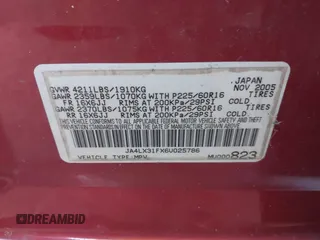 GVWR 4211LBS/1910KG JAPAN
GAWR 2359LBS/1070KG WITH P225/60R16 NOV 2005
FR 16X6JJ RIMS AT 200KPa/29PSI COLD TIRES
GAWR 2370LBS/1075KG WITH P225/60R16 TIRES
RR 16X6JJ RIMS AT 200KPa/29PSI COLD
JA4LX31FX6U025786
VEHICLE TYPE: MPV MU000823
DREAMBID